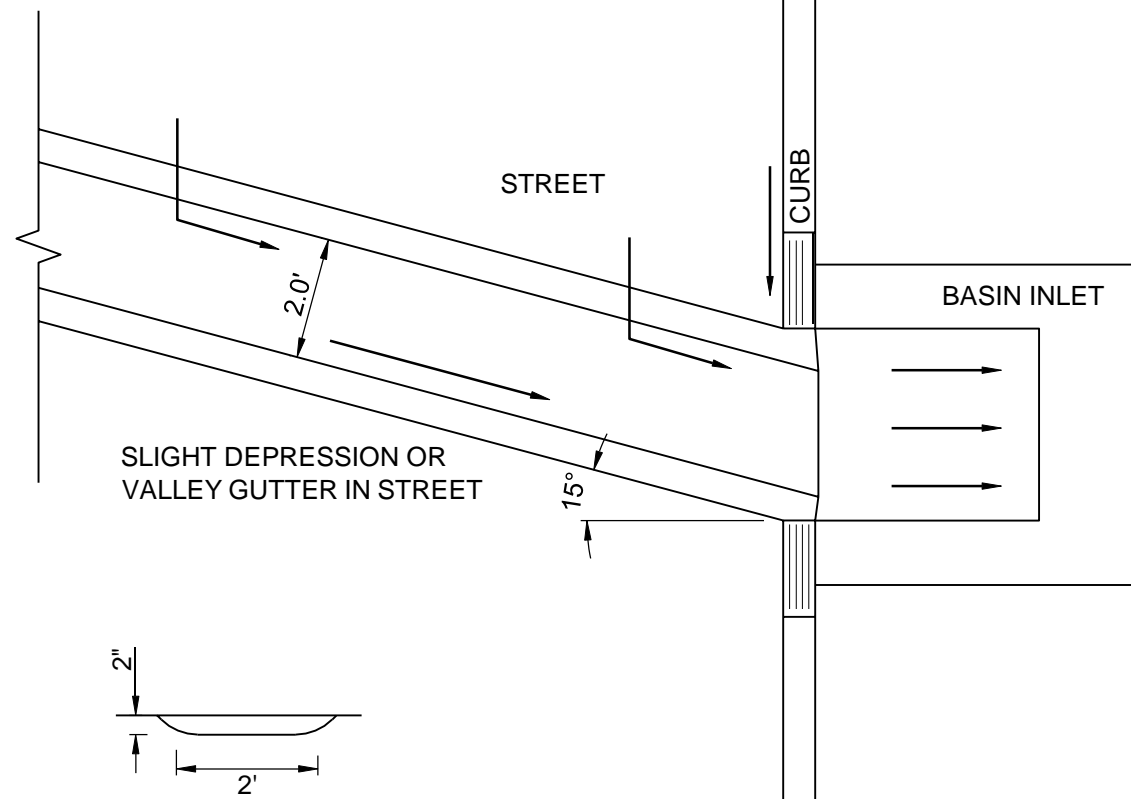 STREET
CURB
BASIN INLET
2.0'
SLIGHT DEPRESSION OR
VALLEY GUTTER IN STREET
15°
2"
2'